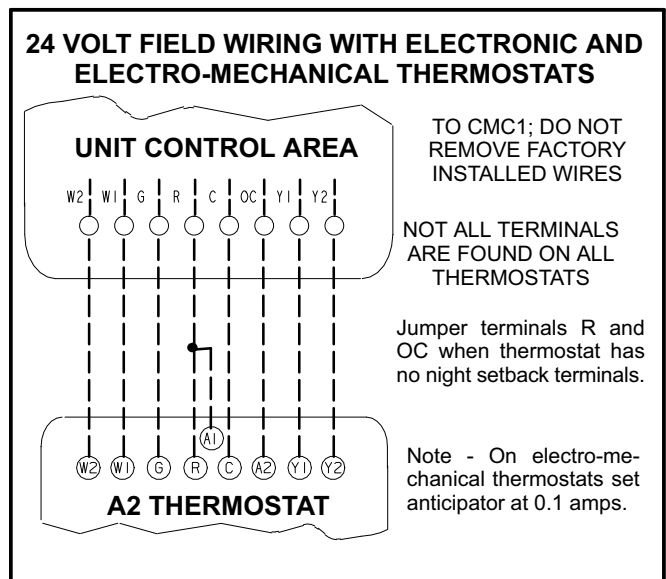 24 VOLT FIELD WIRING WITH ELECTRONIC AND
ELECTRO-MECHANICAL THERMOSTATS
UNIT CONTROL AREA
W2 W1 G R C OC Y1 Y2
TO CMC1; DO NOT
REMOVE FACTORY
INSTALLED WIRES
NOT ALL TERMINALS
ARE FOUND ON ALL
THERMOSTATS
Jumper terminals R and
OC when thermostat has
no night setback terminals.
A1
W2 W1 G R C A2 Y1 Y2
A2 THERMOSTAT
Note - On electro-me-
chanical thermostats set
anticipator at 0.1 amps.